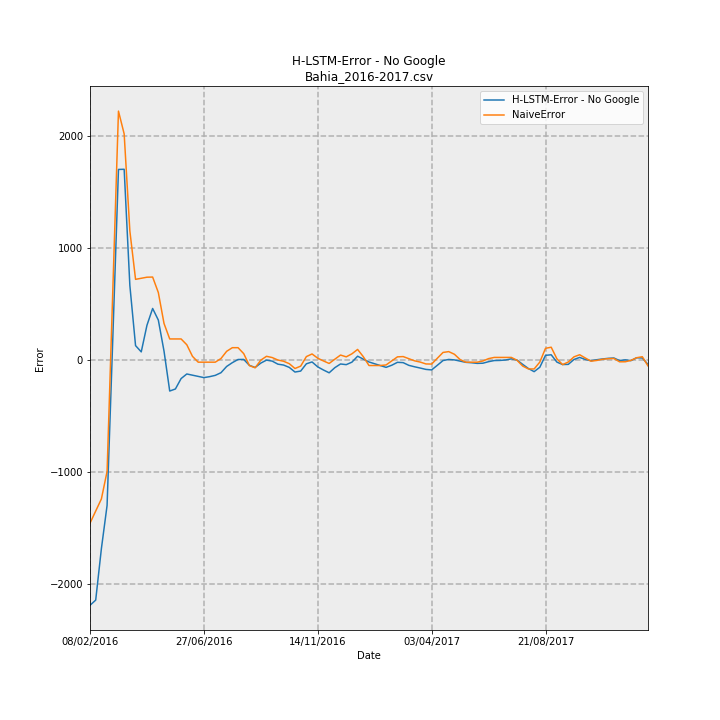 H-LSTM-Error - No Google
Bahia_2016-2017.csv
H-LSTM-Error - No Google
NaiveError
2000
1000
0
−1000
−2000
Error
08/02/2016 27/06/2016 14/11/2016 03/04/2017 21/08/2017
Date